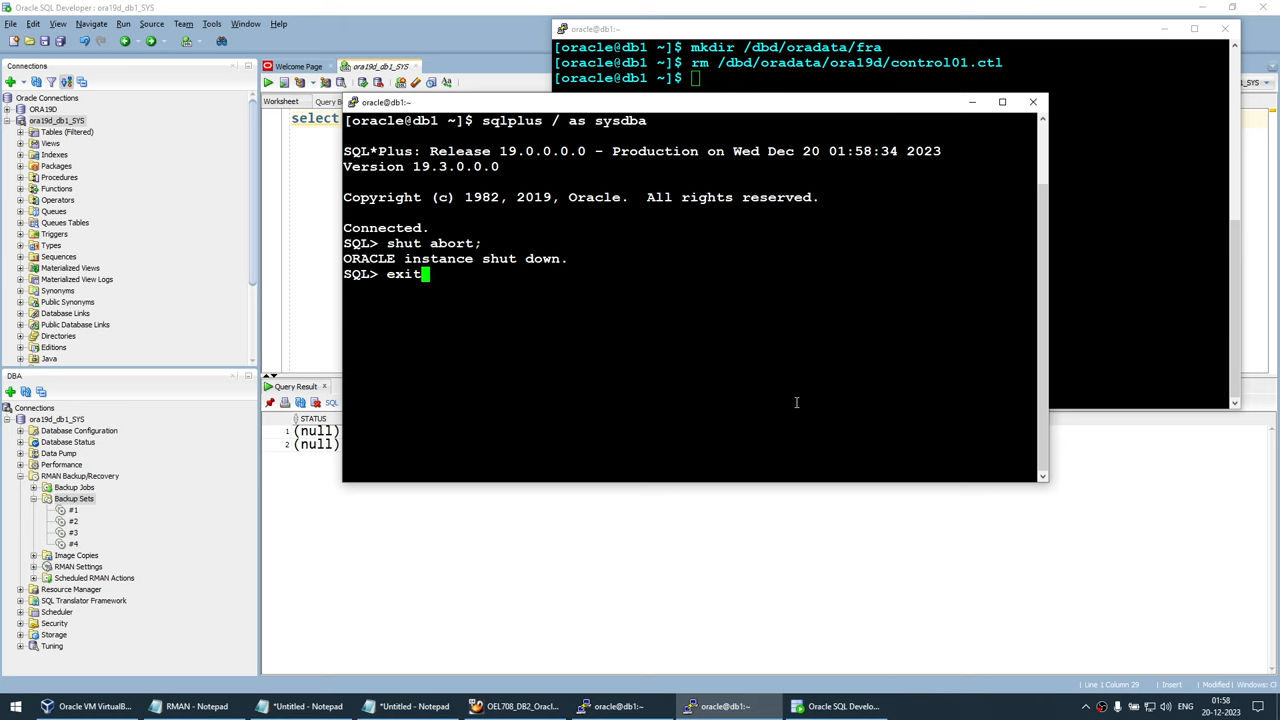 Oracle SQL Developer : ora19d_db1_SYS
File Edit View Navigate Run Source Team Tools Window Help
Connections
Oracle Connections
ORA19D
ora19d_db1_SYS
Tables (Filtered)
Views
Indexes
Packages
Procedures
Functions
Operators
Queues
Queues Tables
Triggers
Types
Sequences
Materialized Views
Materialized View Logs
Synonyms
Public Synonyms
Database Links
Public Database Links
Directories
Editions
Java
DBA
Connections
ora19d_db1_SYS
Database Configuration
Database Status
Data Pump
Performance
RMAN Backup/Recovery
Backup Jobs
Backup Sets
#1
#2
#3
#4
Image Copies
RMAN Settings
Scheduled RMAN Actions
Resource Manager
SQL Translator Framework
Scheduler
Security
Storage
Tuning
Welcome Page
ora19d_db1_SYS
Worksheet Query B
select
Query Result
SQL
STATUS
1 (null)
2 (null)
oracle@db1:~
[oracle@db1 ~]$ mkdir /dbd/oradata/fra
[oracle@db1 ~]$ rm /dbd/oradata/ora19d/control01.ctl
[oracle@db1 ~]$
oracle@db1:~
[oracle@db1 ~]$ sqlplus / as sysdba
SQL*Plus: Release 19.0.0.0.0 - Production on Wed Dec 20 01:58:34 2023
Version 19.3.0.0.0
Copyright (c) 1982, 2019, Oracle.  All rights reserved.
Connected.
SQL> shut abort;
ORACLE instance shut down.
SQL> exit
Line 1 Column 29 Insert Modified Windows: C
Oracle VM VirtualB...
RMAN - Notepad
*Untitled - Notepad
*Untitled - Notepad
OEL708_DB2_Oracl...
oracle@db1:~
oracle@db1:~
Oracle SQL Develo...
ENG
01:58
20-12-2023